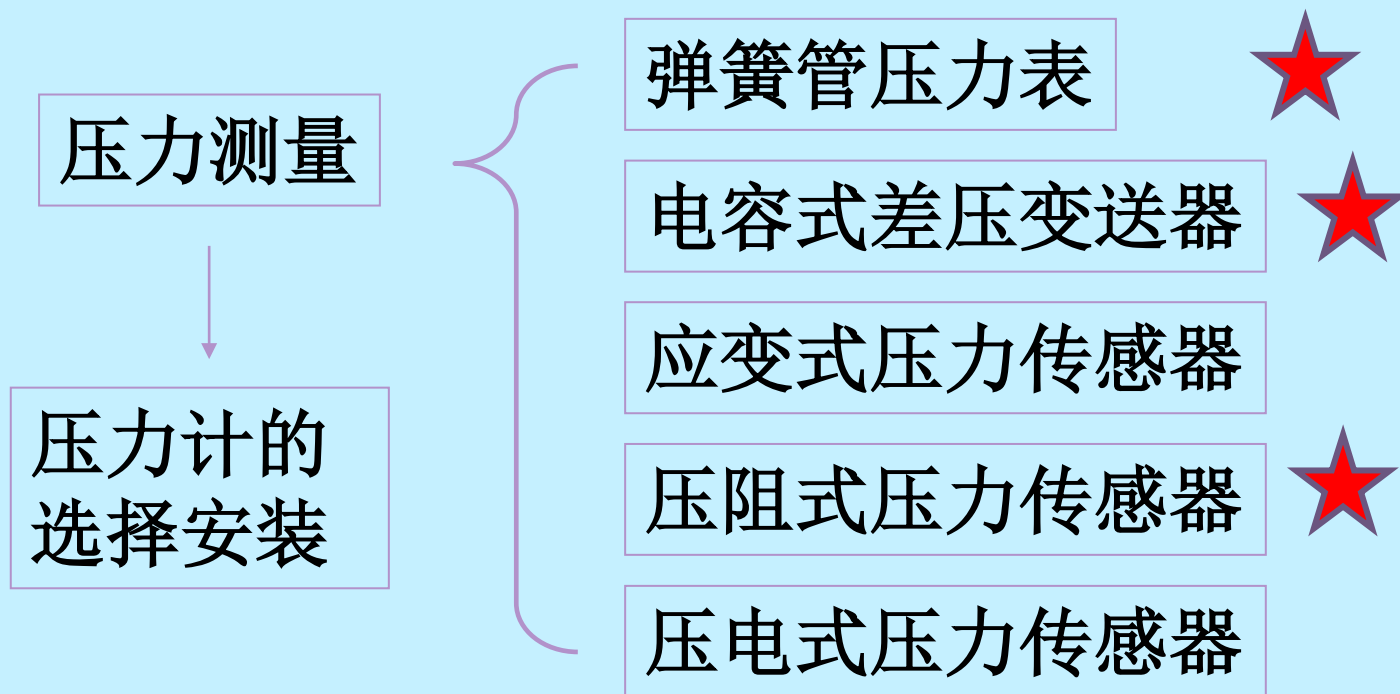 压力测量
压力计的
选择安装
弹簧管压力表
电容式差压变送器
应变式压力传感器
压阻式压力传感器
压电式压力传感器